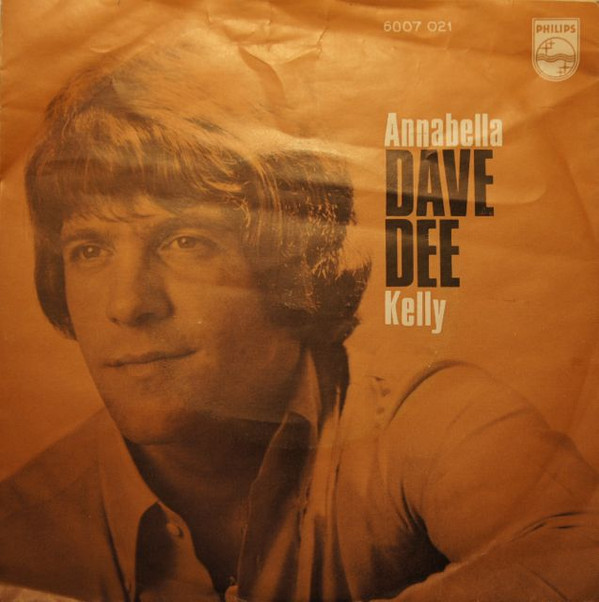 6007 021
PHILIPS
Annabella
DAVE
DEE
Kelly